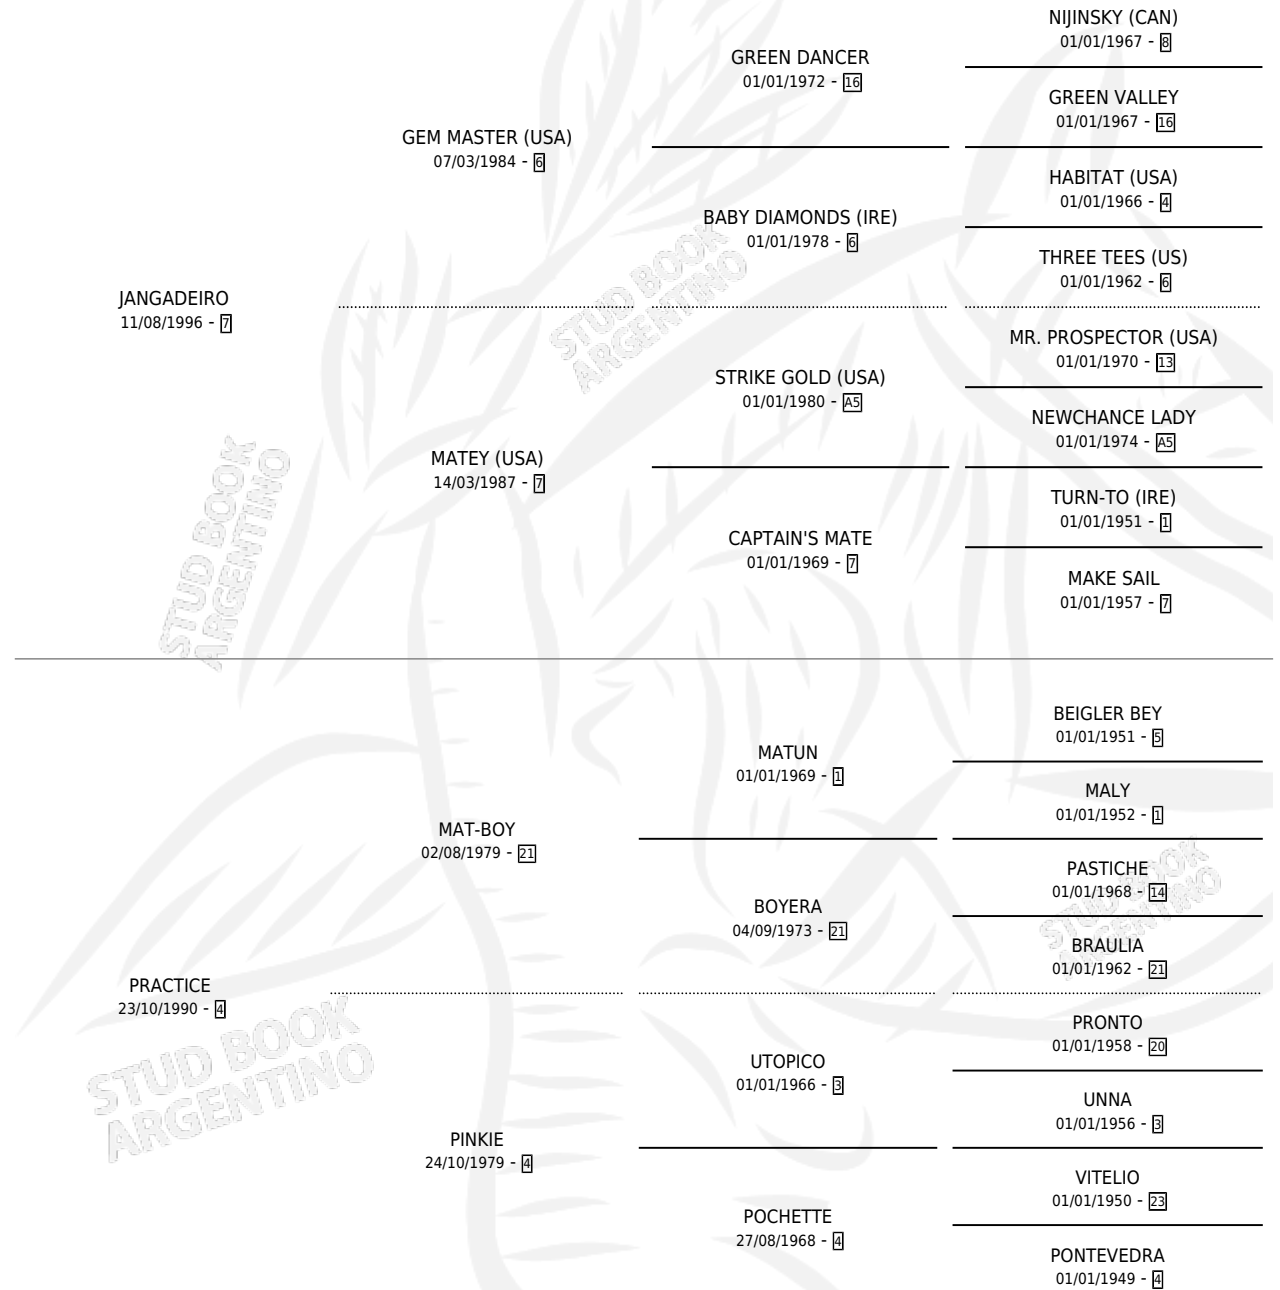 JANGADEIRO
11/08/1996 - 7
GEM MASTER (USA)
07/03/1984 - 6
GREEN DANCER
01/01/1972 - 16
NIJINSKY (CAN)
01/01/1967 - 8
GREEN VALLEY
01/01/1967 - 16
BABY DIAMONDS (IRE)
01/01/1978 - 6
HABITAT (USA)
01/01/1966 - 4
THREE TEES (US)
01/01/1962 - 6
MATEY (USA)
14/03/1987 - 7
STRIKE GOLD (USA)
01/01/1980 - A5
MR. PROSPECTOR (USA)
01/01/1970 - 13
NEWCHANCE LADY
01/01/1974 - A5
CAPTAIN'S MATE
01/01/1969 - 7
TURN-TO (IRE)
01/01/1951 - 1
MAKE SAIL
01/01/1957 - 7
PRACTICE
23/10/1990 - 4
MAT-BOY
02/08/1979 - 21
MATUN
01/01/1969 - 1
BEIGLER BEY
01/01/1951 - 5
MALY
01/01/1952 - 1
BOYERA
04/09/1973 - 21
PASTICHE
01/01/1968 - 14
BRAULIA
01/01/1962 - 21
PINKIE
24/10/1979 - 4
UTOPICO
01/01/1966 - 3
PRONTO
01/01/1958 - 20
UNNA
01/01/1956 - 3
POCHETTE
27/08/1968 - 4
VITELIO
01/01/1950 - 23
PONTEVEDRA
01/01/1949 - 4
STUD BOOK
ARGENTINO
STUD BOOK
ARGENTINO
STUD BOOK
ARGENTINO
STUD BOOK
ARGENTINO